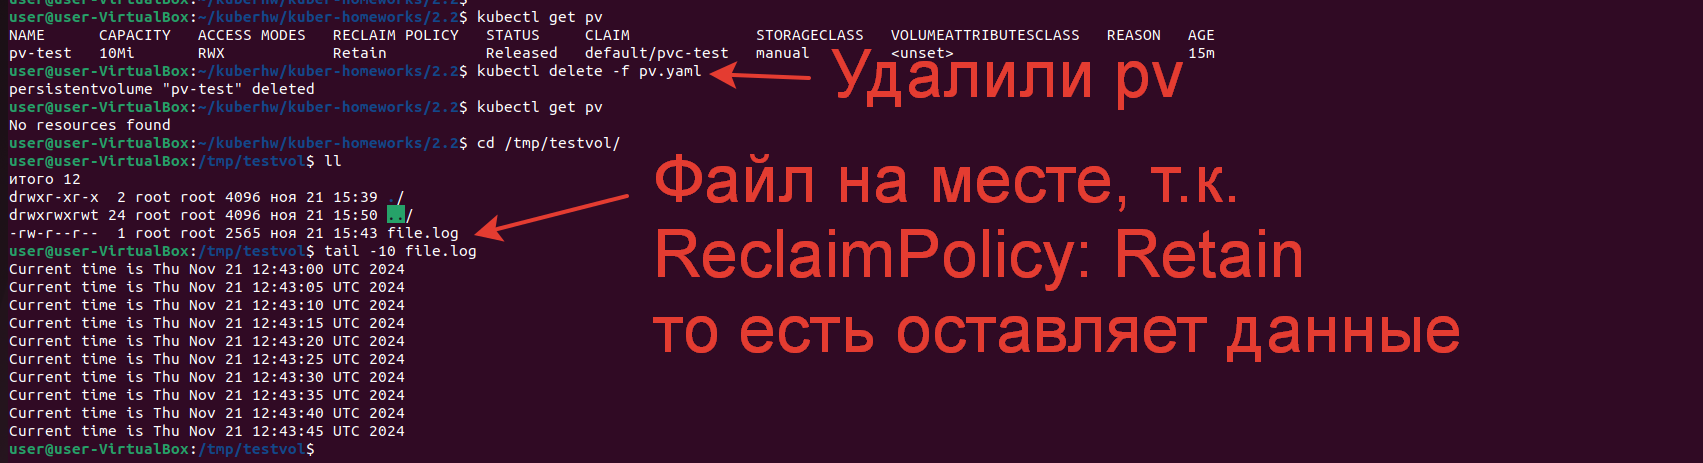 user@user-VirtualBox:~/kuberhw/kuber-homeworks/2.2$
user@user-VirtualBox:~/kuberhw/kuber-homeworks/2.2$ kubectl get pv
NAME      CAPACITY   ACCESS MODES   RECLAIM POLICY   STATUS     CLAIM              STORAGECLASS   VOLUMEATTRIBUTESCLASS   REASON   AGE
pv-test   10Mi       RWX            Retain           Released   default/pvc-test   manual         <unset>                          15m
user@user-VirtualBox:~/kuberhw/kuber-homeworks/2.2$ kubectl delete -f pv.yaml
Удалили pv
persistentvolume "pv-test" deleted
user@user-VirtualBox:~/kuberhw/kuber-homeworks/2.2$ kubectl get pv
No resources found
user@user-VirtualBox:~/kuberhw/kuber-homeworks/2.2$ cd /tmp/testvol/
user@user-VirtualBox:/tmp/testvol$ ll
итого 12
drwxr-xr-x  2 root root 4096 ноя 21 15:39 ./
drwxrwxrwt 24 root root 4096 ноя 21 15:50 ../
-rw-r--r--  1 root root 2565 ноя 21 15:43 file.log
Файл на месте, т.к.
ReclaimPolicy: Retain
то есть оставляет данные
user@user-VirtualBox:/tmp/testvol$ tail -10 file.log
Current time is Thu Nov 21 12:43:00 UTC 2024
Current time is Thu Nov 21 12:43:05 UTC 2024
Current time is Thu Nov 21 12:43:10 UTC 2024
Current time is Thu Nov 21 12:43:15 UTC 2024
Current time is Thu Nov 21 12:43:20 UTC 2024
Current time is Thu Nov 21 12:43:25 UTC 2024
Current time is Thu Nov 21 12:43:30 UTC 2024
Current time is Thu Nov 21 12:43:35 UTC 2024
Current time is Thu Nov 21 12:43:40 UTC 2024
Current time is Thu Nov 21 12:43:45 UTC 2024
user@user-VirtualBox:/tmp/testvol$